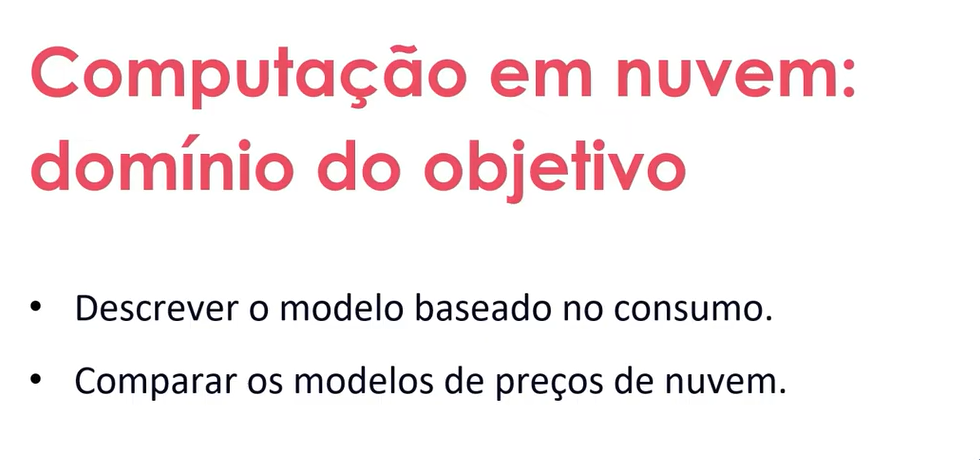 Computação em nuvem:
domínio do objetivo
• Descrever o modelo baseado no consumo.
• Comparar os modelos de preços de nuvem.